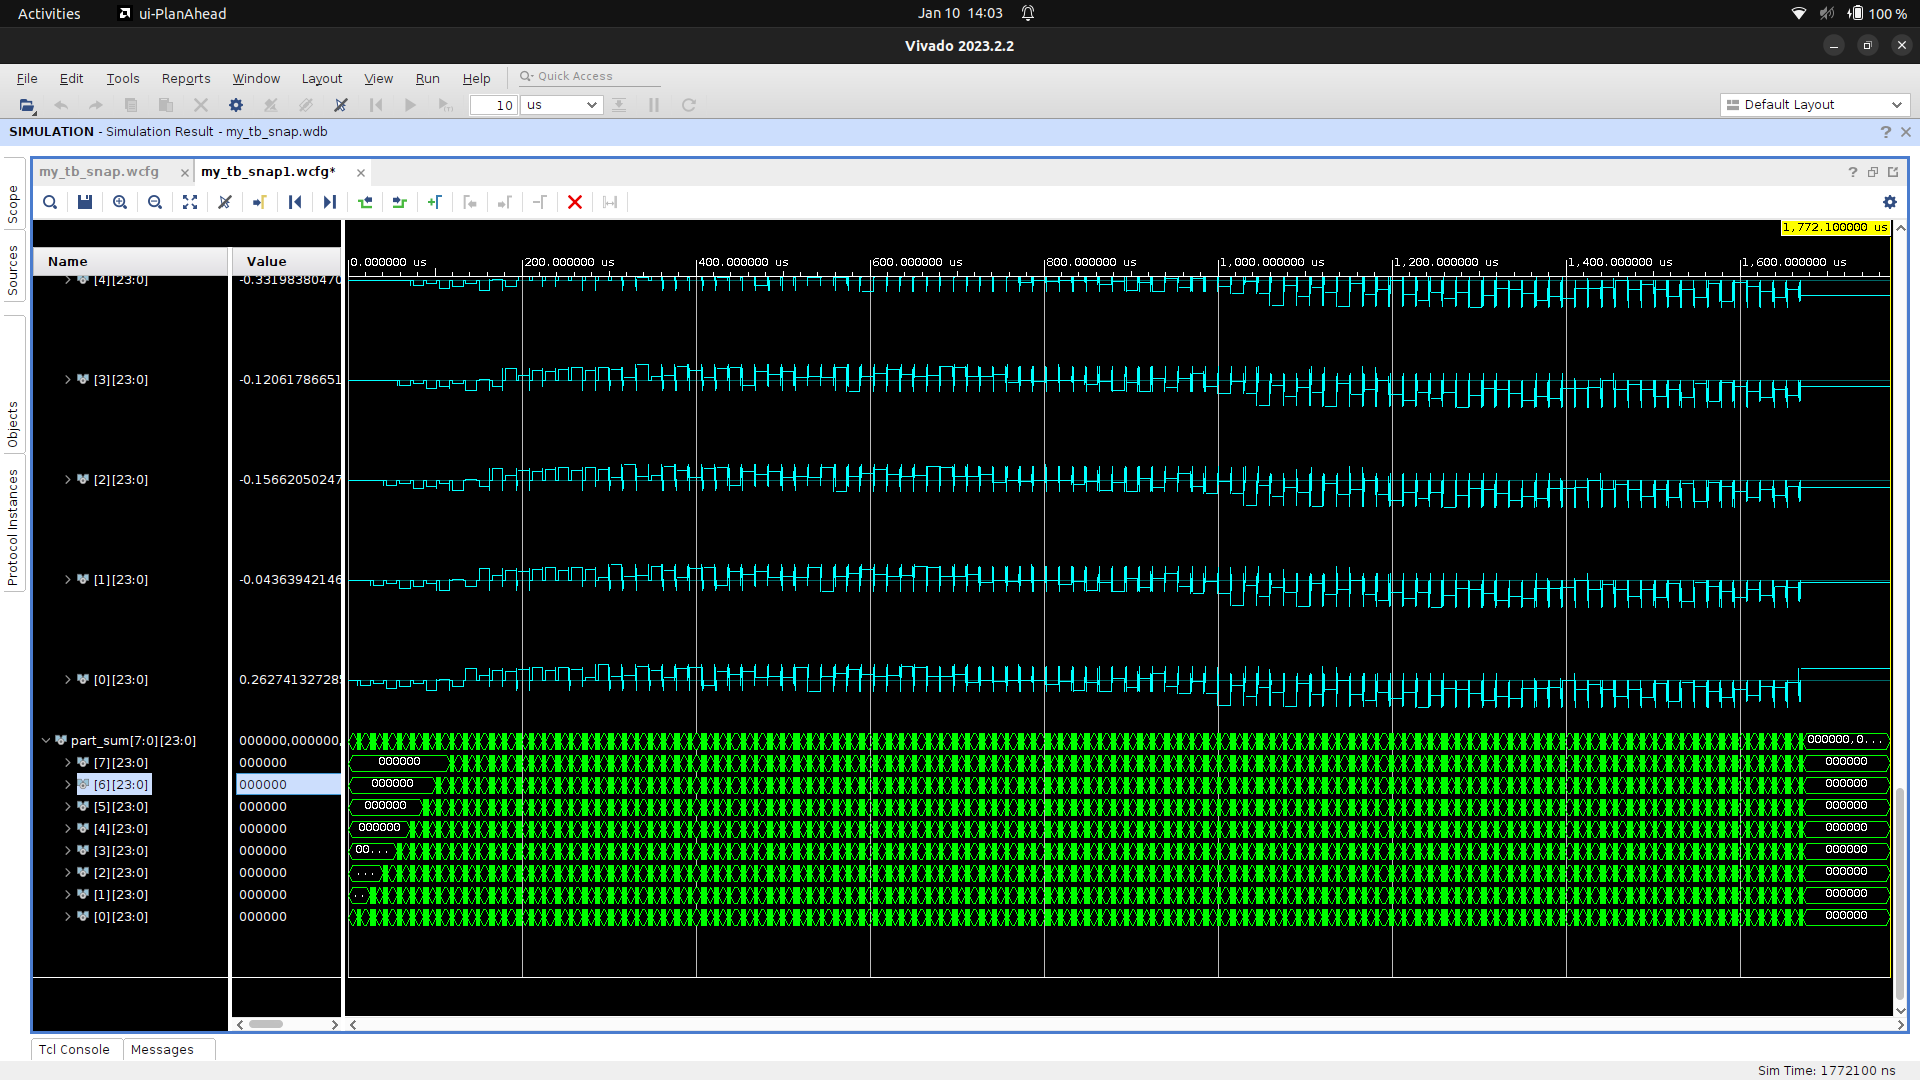 Activities ui-PlanAhead Jan 10 14:03 100 %
Vivado 2023.2.2
File Edit Tools Reports Window Layout View Run Help Quick Access
10 us Default Layout
SIMULATION - Simulation Result - my_tb_snap.wdb
my_tb_snap.wcfg my_tb_snap1.wcfg*
Scope
Sources
Objects
Protocol Instances
1,772.100000 us
Name Value 0.000000 us 200.000000 us 400.000000 us 600.000000 us 800.000000 us 1,000.000000 us 1,200.000000 us 1,400.000000 us 1,600.000000 us
[4][23:0] -0.33198380470
[3][23:0] -0.12061786651
[2][23:0] -0.15662050247
[1][23:0] -0.04363942146
[0][23:0] 0.262741327285
part_sum[7:0][23:0] 000000,000000, 000000,0...
[7][23:0] 000000 000000 000000
[6][23:0] 000000 000000 000000
[5][23:0] 000000 000000 000000
[4][23:0] 000000 000000 000000
[3][23:0] 000000 00... 000000
[2][23:0] 000000 ... 000000
[1][23:0] 000000 .. 000000
[0][23:0] 000000 000000
Tcl Console Messages
Sim Time: 1772100 ns